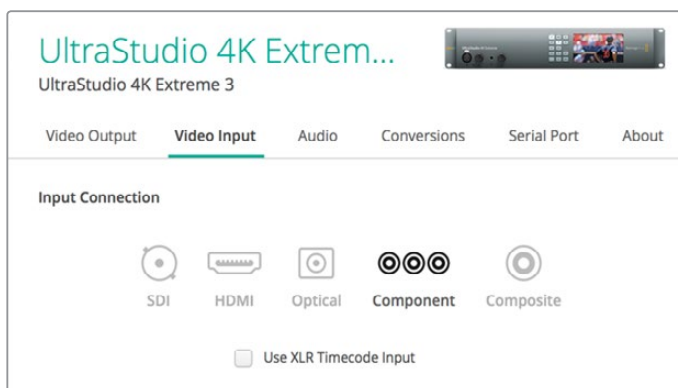 UltraStudio 4K Extrem...
UltraStudio 4K Extreme 3
Video Output Video Input Audio Conversions Serial Port About
Input Connection
SDI HDMI Optical Component Composite
Use XLR Timecode Input